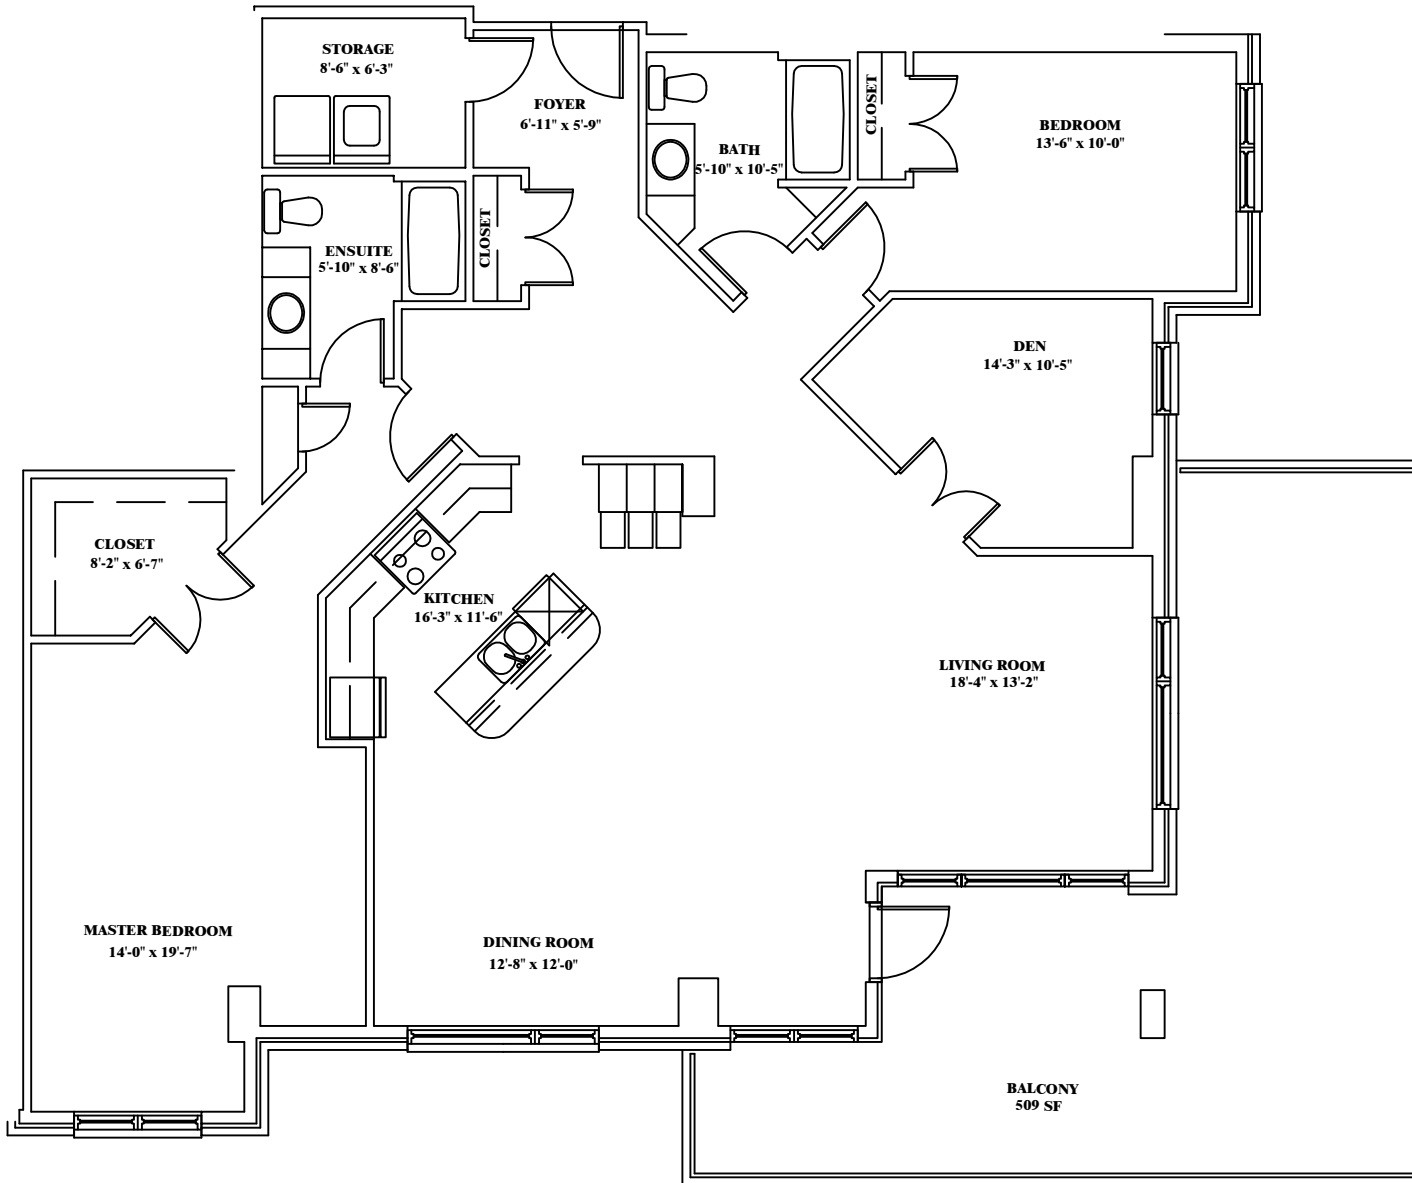 STORAGE
8'-6" x 6'-3"
FOYER
6'-11" x 5'-9"
BATH
5'-10" x 10'-5"
CLOSET
BEDROOM
13'-6" x 10'-0"
ENSUITE
5'-10" x 8'-6"
CLOSET
DEN
14'-3" x 10'-5"
CLOSET
8'-2" x 6'-7"
KITCHEN
16'-3" x 11'-6"
LIVING ROOM
18'-4" x 13'-2"
MASTER BEDROOM
14'-0" x 19'-7"
DINING ROOM
12'-8" x 12'-0"
BALCONY
509 SF